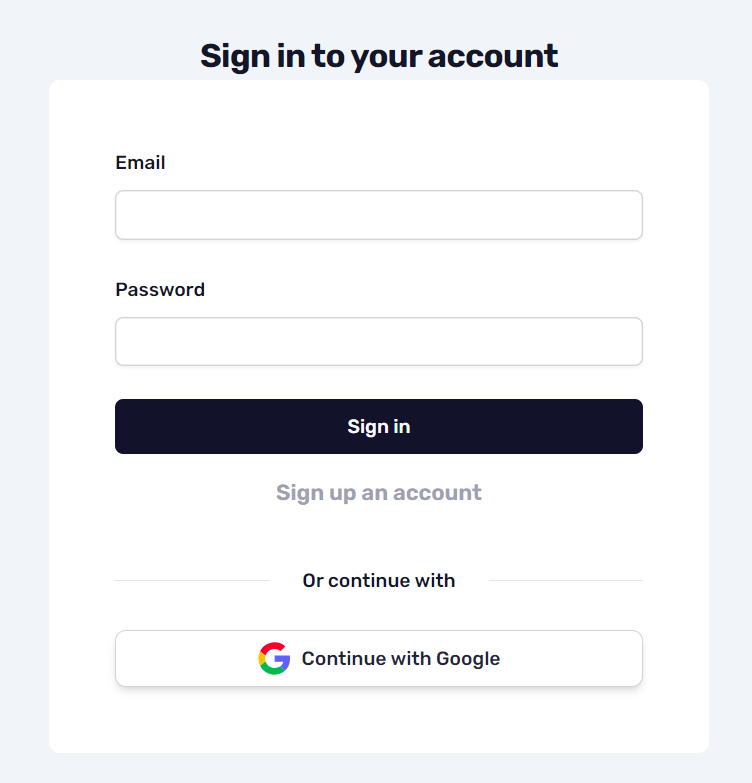 Sign in to your account
Email
Password
Sign in
Sign up an account
Or continue with
Continue with Google